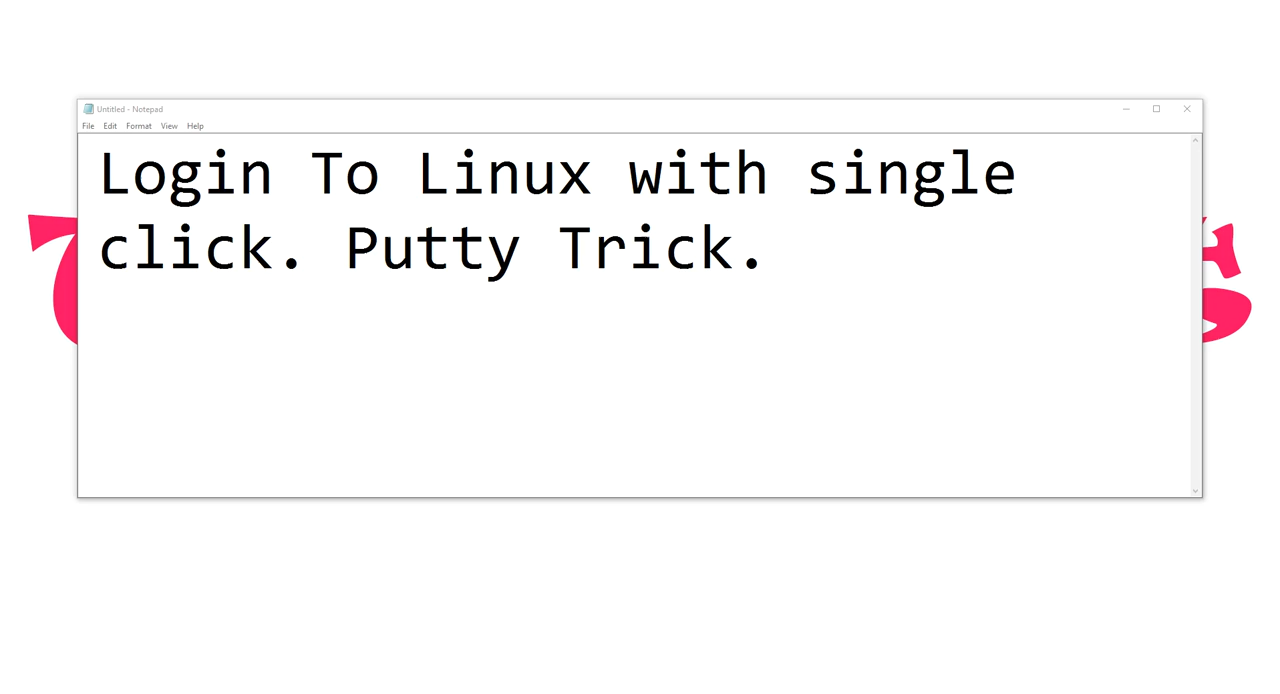 Untitled - Notepad
File Edit Format View Help
Login To Linux with single
click. Putty Trick.